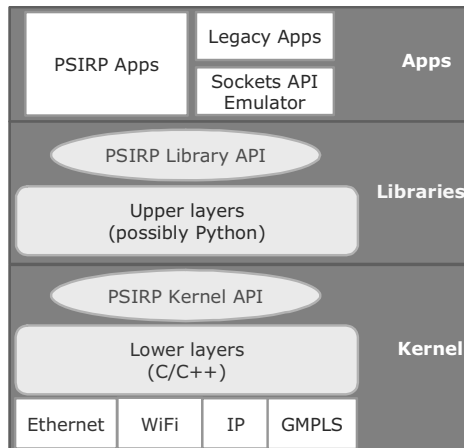 PSIRP Apps
Legacy Apps
Sockets API
Emulator
Apps
PSIRP Library API
Upper layers
(possibly Python)
Libraries
PSIRP Kernel API
Lower layers
(C/C++)
Kernel
Ethernet
WiFi
IP
GMPLS